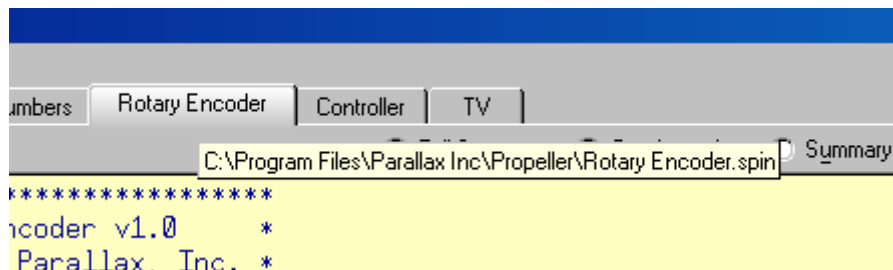 umbers Rotary Encoder Controller TV
Summary
C:\Program Files\Parallax Inc\Propeller\Rotary Encoder.spin
*****************
ncoder v1.0 *
Parallax, Inc. *